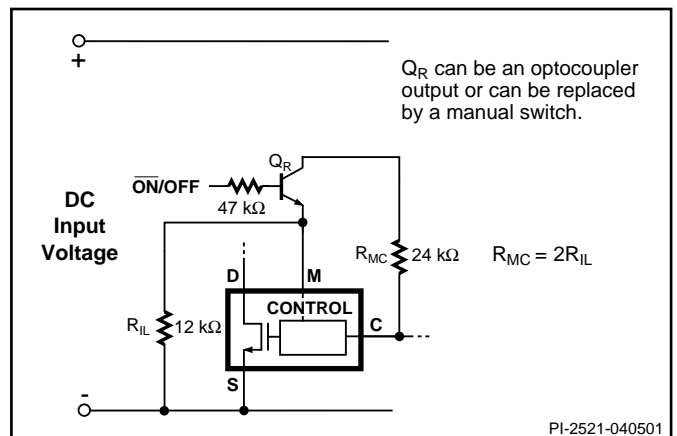 +
Q_R can be an optocoupler
output or can be replaced
by a manual switch.
Q_R
ON/OFF
47 kΩ
DC
Input
Voltage
R_MC 24 kΩ R_MC = 2R_IL
D M
CONTROL
C
R_IL 12 kΩ
S
-
PI-2521-040501